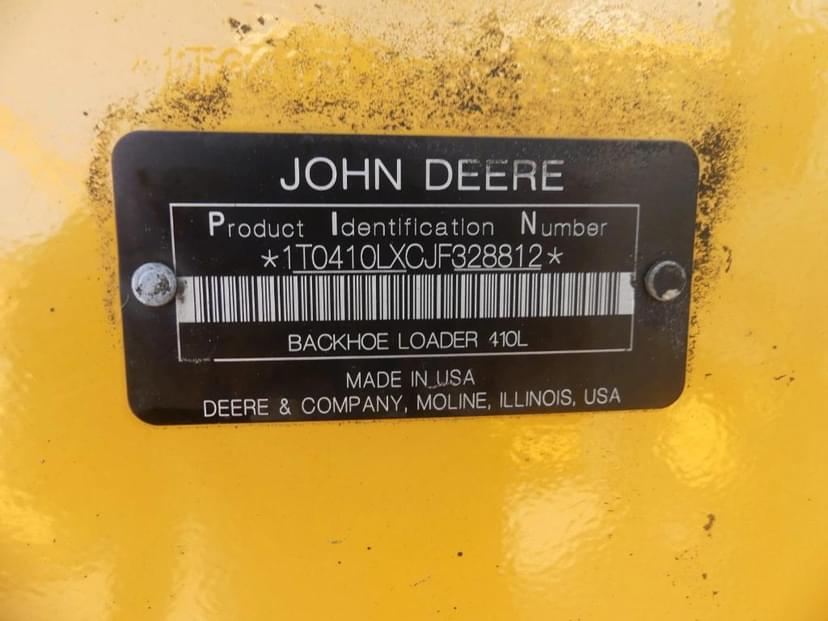 JOHN DEERE
Product Identification Number
*1T0410LXCJF328812*
BACKHOE LOADER 410L
MADE IN USA
DEERE & COMPANY, MOLINE, ILLINOIS, USA